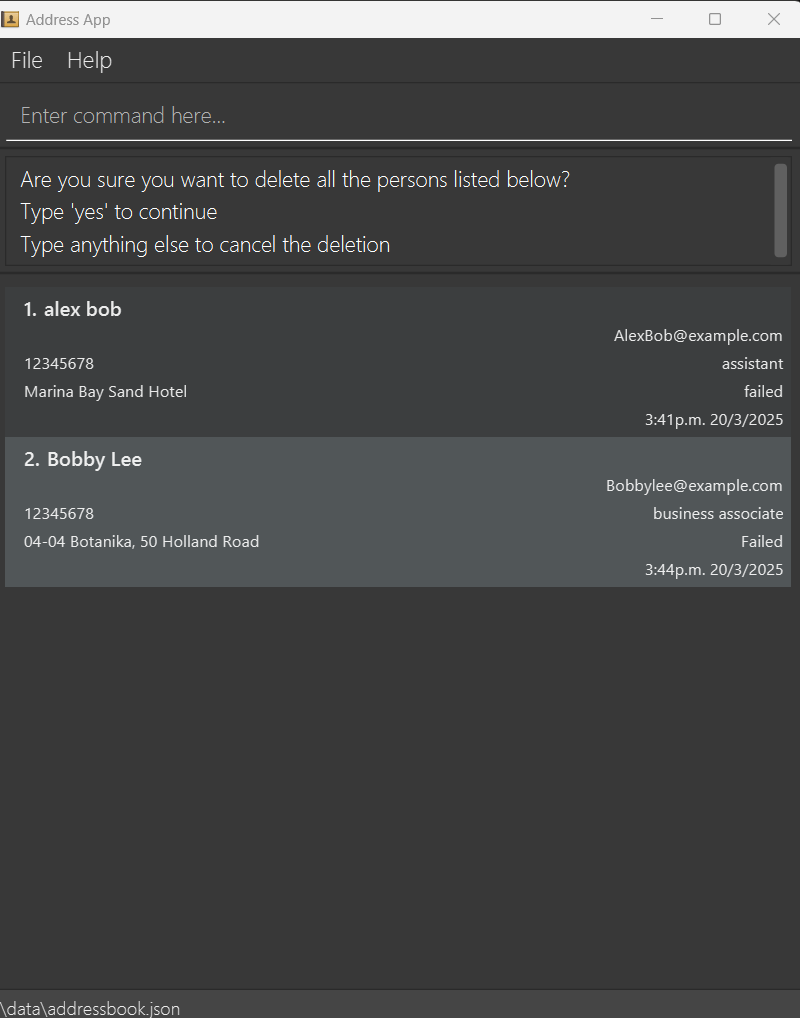 Address App
File Help
Enter command here...
Are you sure you want to delete all the persons listed below?
Type 'yes' to continue
Type anything else to cancel the deletion
1. alex bob
AlexBob@example.com
12345678 assistant
Marina Bay Sand Hotel failed
3:41p.m. 20/3/2025
2. Bobby Lee
Bobbylee@example.com
12345678 business associate
04-04 Botanika, 50 Holland Road Failed
3:44p.m. 20/3/2025
\data\addressbook.json